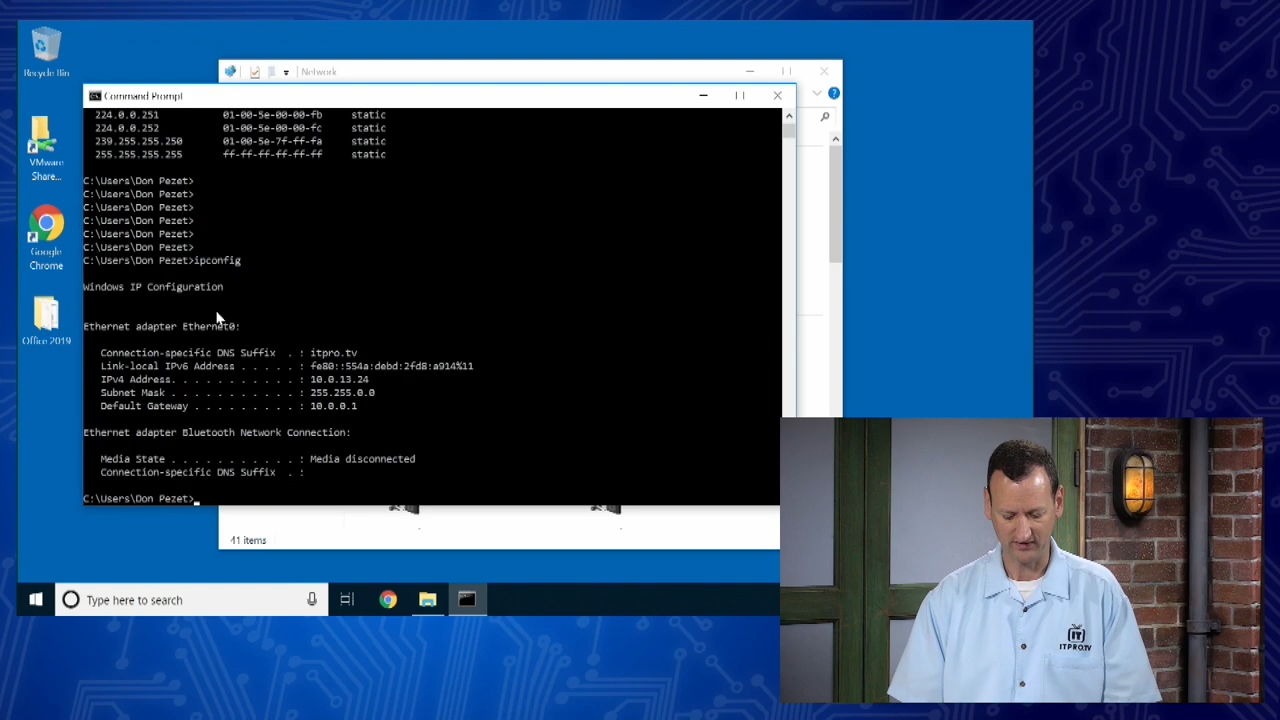 Recycle Bin
VMware
Share...
Google
Chrome
Office 2019
Network
Command Prompt
224.0.0.251 01-00-5e-00-00-fb static
224.0.0.252 01-00-5e-00-00-fc static
239.255.255.250 01-00-5e-7f-ff-fa static
255.255.255.255 ff-ff-ff-ff-ff-ff static
C:\Users\Don Pezet>
C:\Users\Don Pezet>
C:\Users\Don Pezet>
C:\Users\Don Pezet>
C:\Users\Don Pezet>
C:\Users\Don Pezet>
C:\Users\Don Pezet>ipconfig
Windows IP Configuration
Ethernet adapter Ethernet0:
Connection-specific DNS Suffix . : itpro.tv
Link-local IPv6 Address . . . . . : fe80::554a:debd:2fd8:a914%11
IPv4 Address. . . . . . . . . . . : 10.0.13.24
Subnet Mask . . . . . . . . . . . : 255.255.0.0
Default Gateway . . . . . . . . . : 10.0.0.1
Ethernet adapter Bluetooth Network Connection:
Media State . . . . . . . . . . . : Media disconnected
Connection-specific DNS Suffix . :
C:\Users\Don Pezet>_
41 items
Type here to search
IT
ITPRO.TV